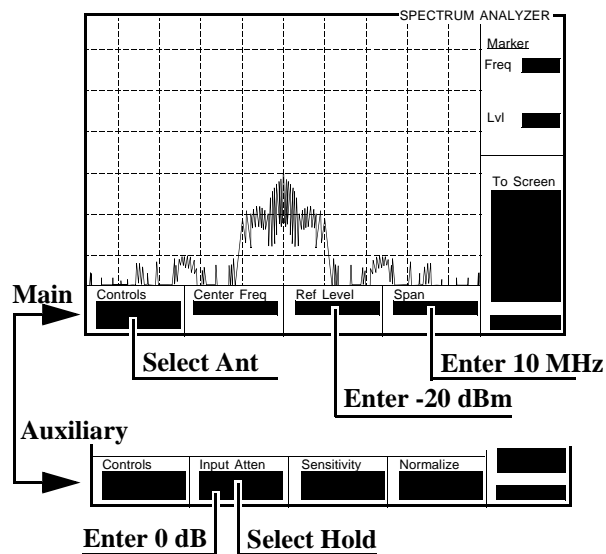 SPECTRUM ANALYZER
Marker
Freq
Lvl
To Screen
Main
Controls
Center Freq
Ref Level
Span
Select Ant
Enter 10 MHz
Enter -20 dBm
Auxiliary
Controls
Input Atten
Sensitivity
Normalize
Enter 0 dB
Select Hold